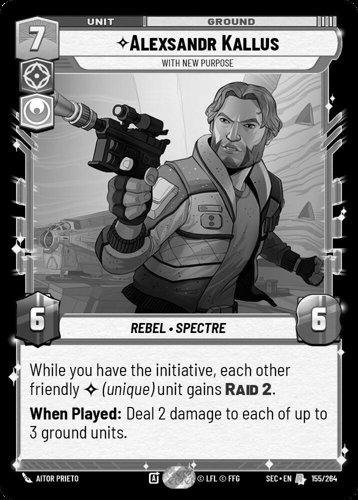 UNIT
GROUND
7
✧ALEXSANDR KALLUS
WITH NEW PURPOSE
6
6
REBEL • SPECTRE
While you have the initiative, each other
friendly ✧ (unique) unit gains RAID 2.
When Played: Deal 2 damage to each of up to
3 ground units.
AITOR PRIETO
© LFL © FFG
SEC • EN
R
155/264